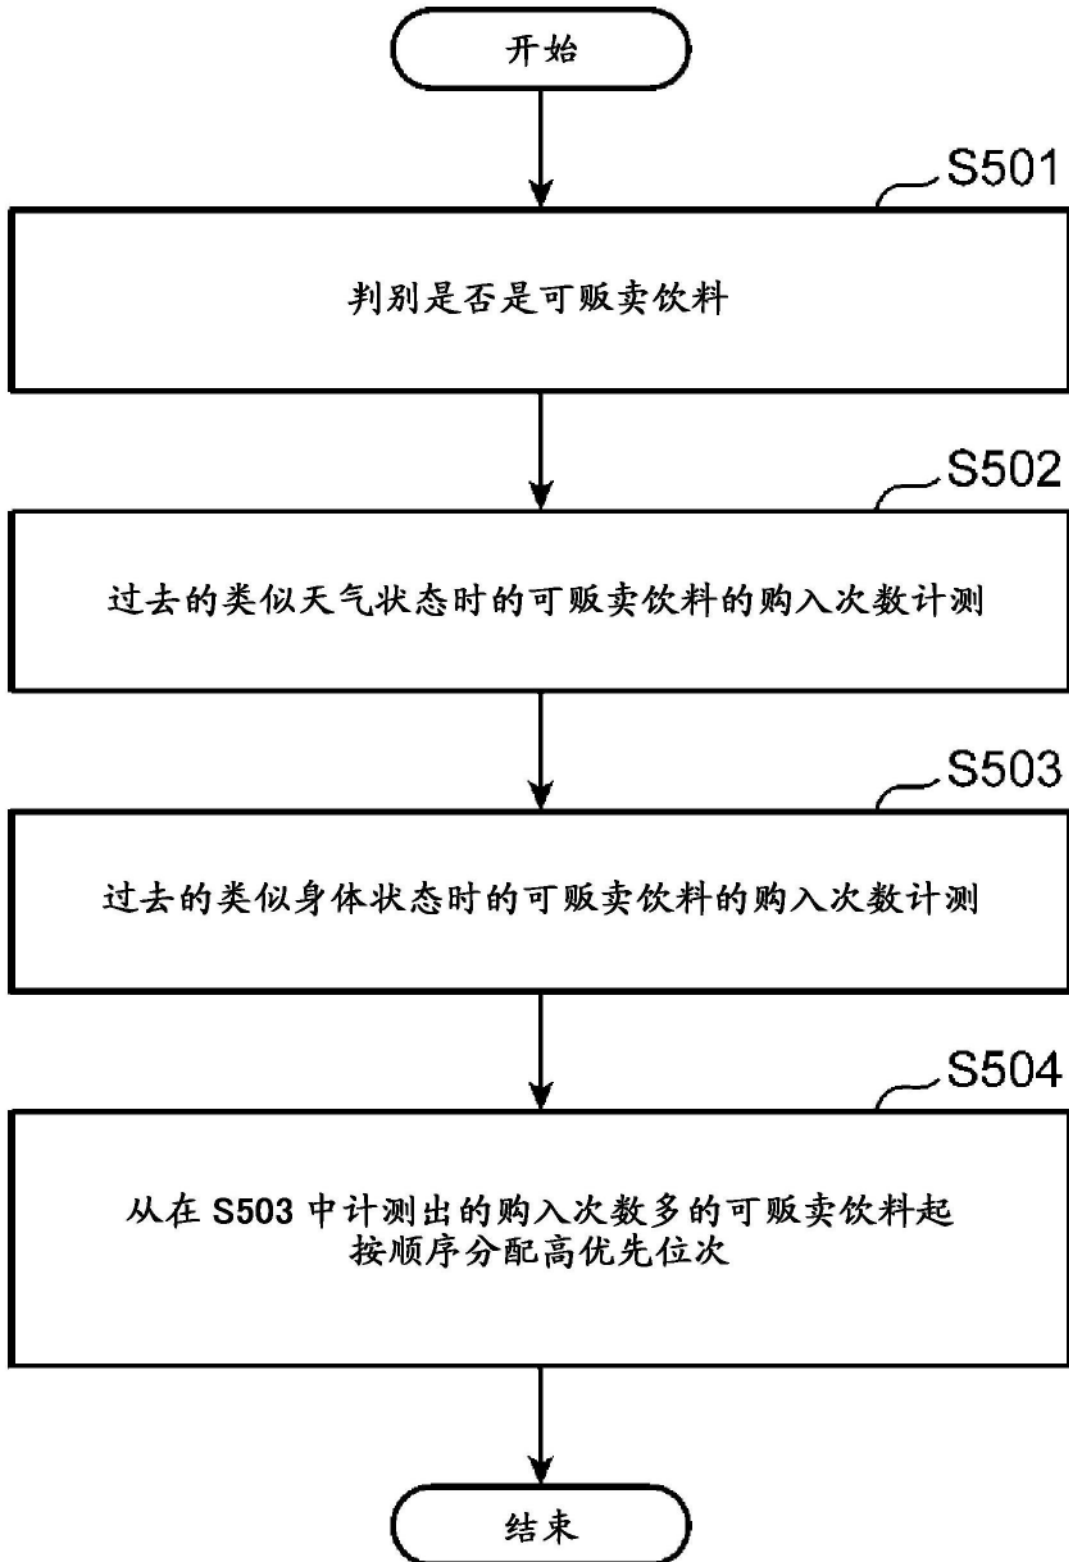 开始
S501
判别是否是可贩卖饮料
S502
过去的类似天气状态时的可贩卖饮料的购入次数计测
S503
过去的类似身体状态时的可贩卖饮料的购入次数计测
S504
从在 S503 中计测出的购入次数多的可贩卖饮料起
按顺序分配高优先位次
结束